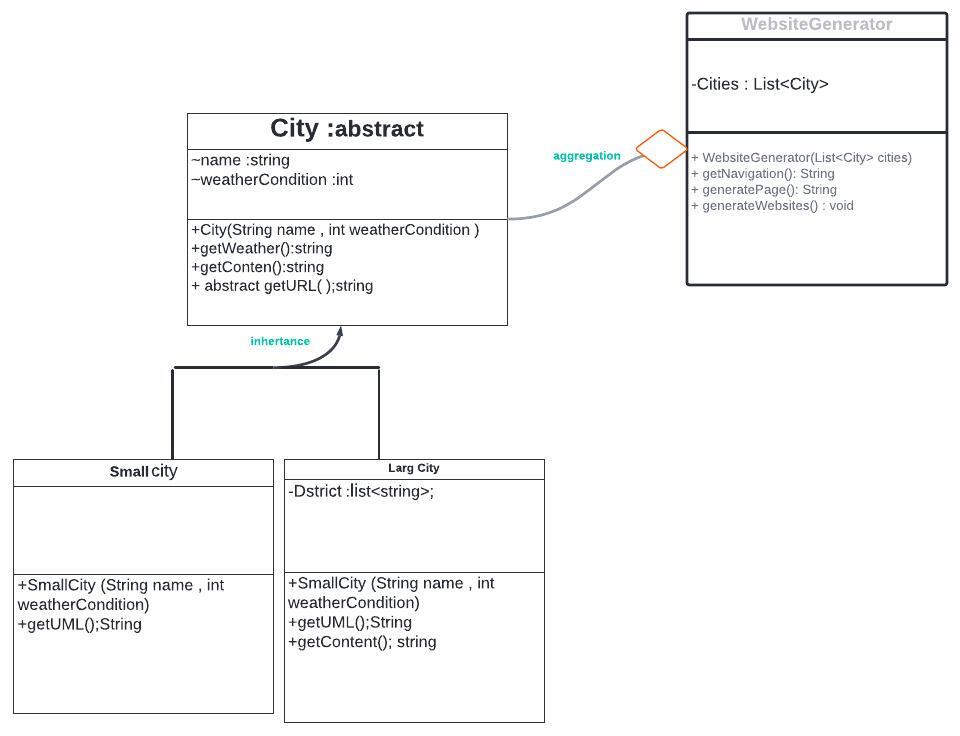 WebsiteGenerator
-Cities : List<City>
+ WebsiteGenerator(List<City> cities)
+ getNavigation(): String
+ generatePage(): String
+ generateWebsites() : void
aggregation
City :abstract
~name :string
~weatherCondition :int
+City(String name , int weatherCondition )
+getWeather():string
+getConten():string
+ abstract getURL( );string
inhertance
Small city
+SmallCity (String name , int
weatherCondition)
+getUML();String
Larg City
-Dstrict :list<string>;
+SmallCity (String name , int
weatherCondition)
+getUML();String
+getContent(); string